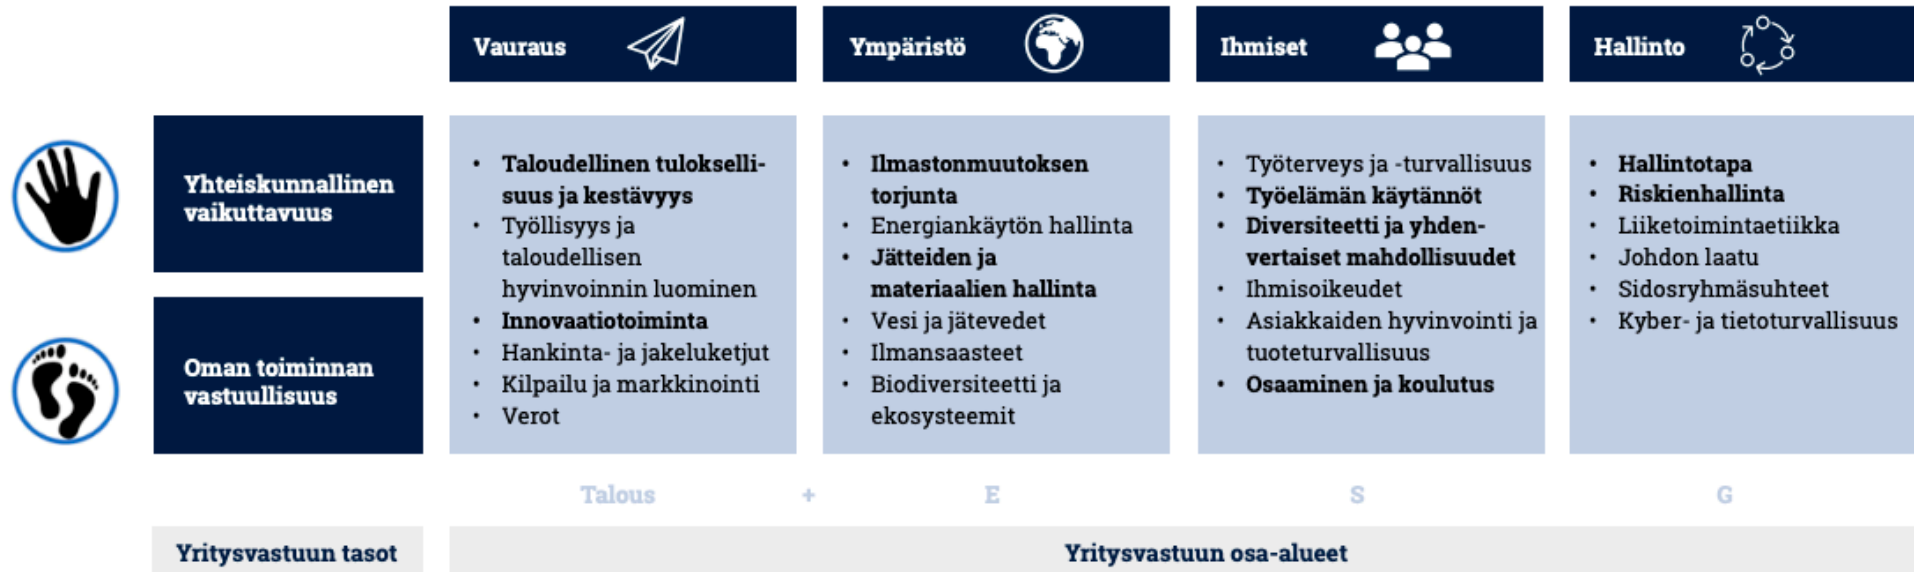 Vauraus
Ympäristö
Ihmiset
Hallinto
Yhteiskunnallinen
vaikuttavuus
Oman toiminnan
vastuullisuus
• Taloudellinen tulokselli-
suus ja kestävyys
• Työllisyys ja
taloudellisen
hyvinvoinnin luominen
• Innovaatiotoiminta
• Hankinta- ja jakeluketjut
• Kilpailu ja markkinointi
• Verot
• Ilmastonmuutoksen
torjunta
• Energiankäytön hallinta
• Jätteiden ja
materiaalien hallinta
• Vesi ja jätevedet
• Ilmansaasteet
• Biodiversiteetti ja
ekosysteemit
• Työterveys ja -turvallisuus
• Työelämän käytännöt
• Diversiteetti ja yhden-
vertaiset mahdollisuudet
• Ihmisoikeudet
• Asiakkaiden hyvinvointi ja
tuoteturvallisuus
• Osaaminen ja koulutus
• Hallintotapa
• Riskienhallinta
• Liiketoimintaetiikka
• Johdon laatu
• Sidosryhmäsuhteet
• Kyber- ja tietoturvallisuus
Talous + E S G
Yritysvastuun tasot
Yritysvastuun osa-alueet